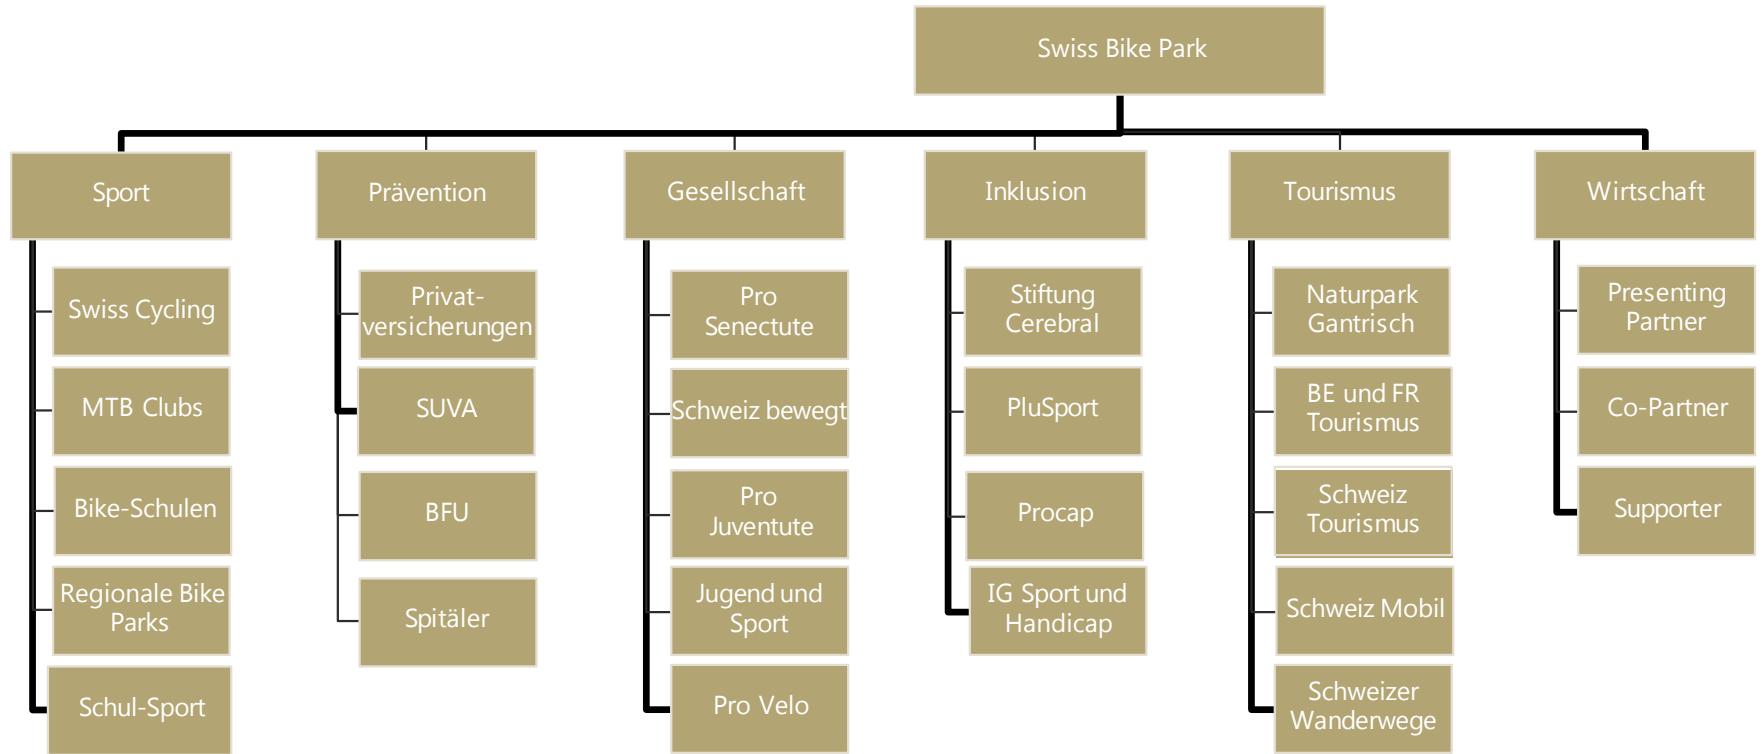 Swiss Bike Park
Sport
Prävention
Gesellschaft
Inklusion
Tourismus
Wirtschaft
Swiss Cycling
MTB Clubs
Bike-Schulen
Regionale Bike
Parks
Schul-Sport
Privat-
versicherungen
SUVA
BFU
Spitäler
Pro
Senectute
Schweiz bewegt
Pro
Juventute
Jugend und
Sport
Pro Velo
Stiftung
Cerebral
PluSport
Procap
IG Sport und
Handicap
Naturpark
Gantrisch
BE und FR
Tourismus
Schweiz
Tourismus
Schweiz Mobil
Schweizer
Wanderwege
Presenting
Partner
Co-Partner
Supporter